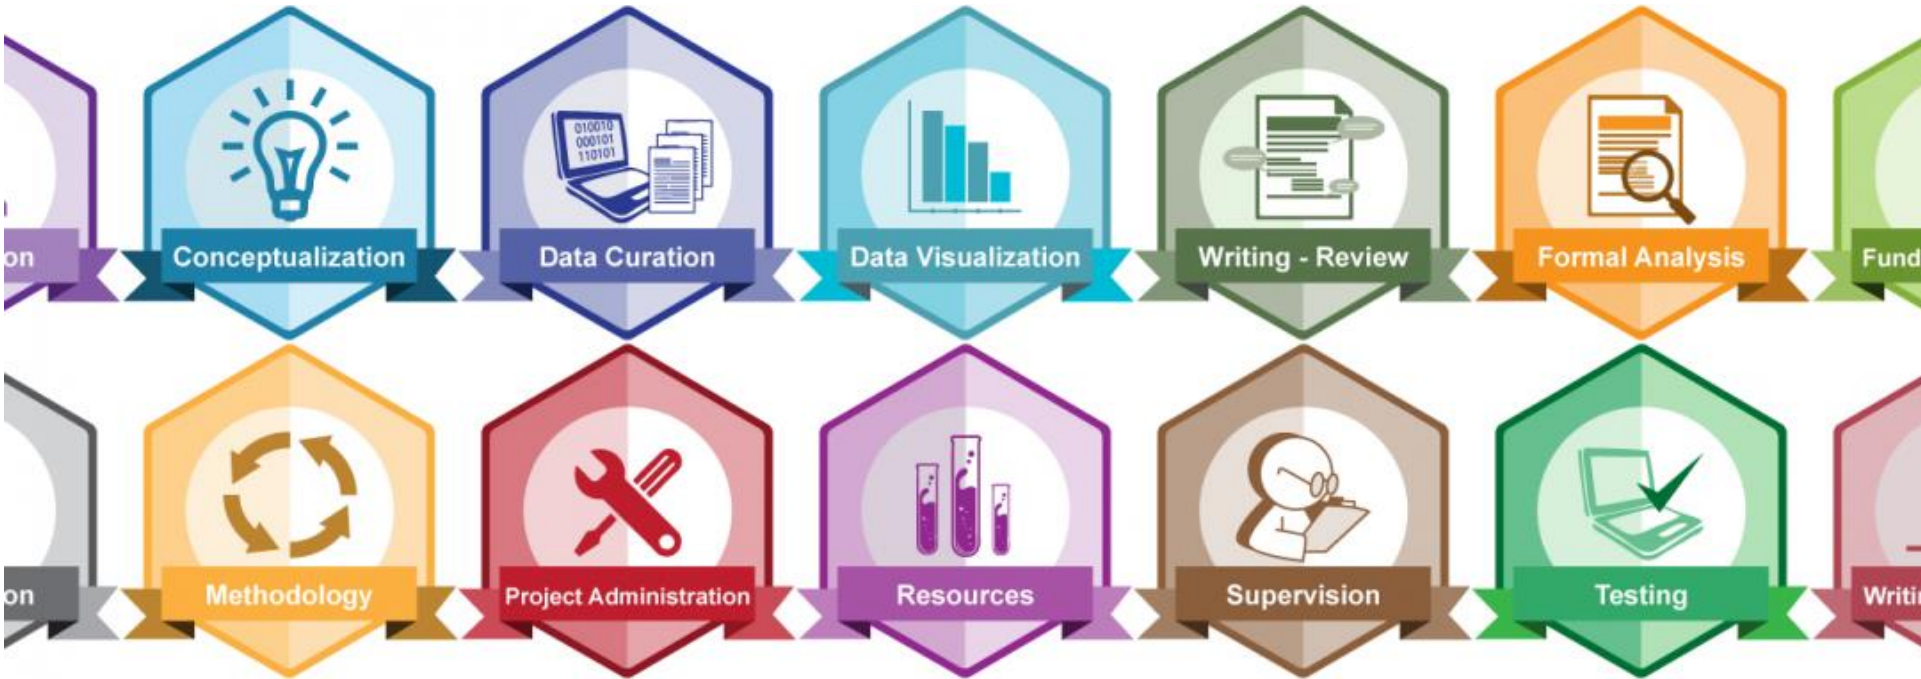 on
Conceptualization
010010
000101
110101
Data Curation
Data Visualization
Writing - Review
Formal Analysis
Fund
on
Methodology
Project Administration
Resources
Supervision
Testing
Writi